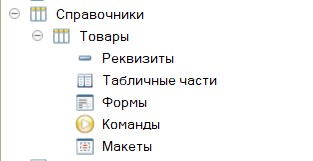 Справочники
Товары
Реквизиты
Табличные части
Формы
Команды
Макеты